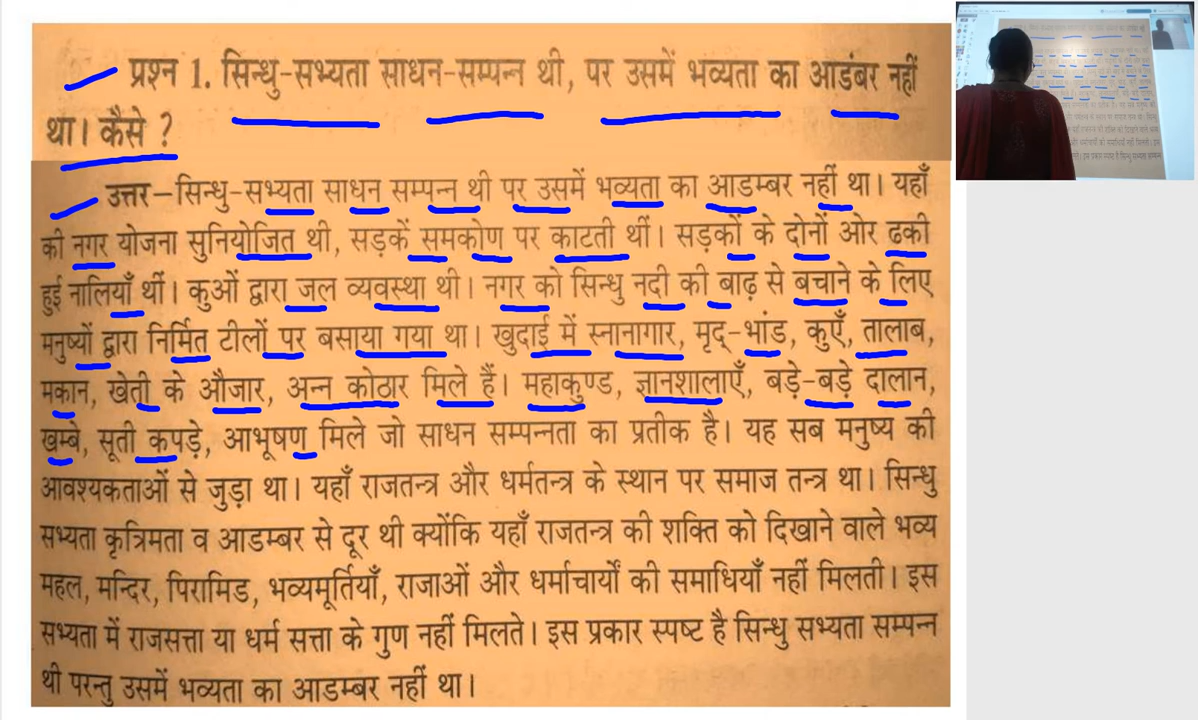 प्रश्न 1. सिन्धु-सभ्यता साधन-सम्पन्न थी, पर उसमें भव्यता का आडंबर नहीं
था। कैसे ?
उत्तर–सिन्धु-सभ्यता साधन सम्पन्न थी पर उसमें भव्यता का आडम्बर नहीं था। यहाँ
की नगर योजना सुनियोजित थी, सड़कें समकोण पर काटती थीं। सड़कों के दोनों ओर ढकी
हुई नालियाँ थीं। कुओं द्वारा जल व्यवस्था थी। नगर को सिन्धु नदी की बाढ़ से बचाने के लिए
मनुष्यों द्वारा निर्मित टीलों पर बसाया गया था। खुदाई में स्नानागार, मृद्-भांड, कुएँ, तालाब,
मकान, खेती के औजार, अन्न कोठार मिले हैं। महाकुण्ड, ज्ञानशालाएँ, बड़े-बड़े दालान,
खम्बे, सूती कपड़े, आभूषण मिले जो साधन सम्पन्नता का प्रतीक है। यह सब मनुष्य की
आवश्यकताओं से जुड़ा था। यहाँ राजतन्त्र और धर्मतन्त्र के स्थान पर समाज तन्त्र था। सिन्धु
सभ्यता कृत्रिमता व आडम्बर से दूर थी क्योंकि यहाँ राजतन्त्र की शक्ति को दिखाने वाले भव्य
महल, मन्दिर, पिरामिड, भव्यमूर्तियाँ, राजाओं और धर्माचार्यों की समाधियाँ नहीं मिलती। इस
सभ्यता में राजसत्ता या धर्म सत्ता के गुण नहीं मिलते। इस प्रकार स्पष्ट है सिन्धु सभ्यता सम्पन्न
थी परन्तु उसमें भव्यता का आडम्बर नहीं था।